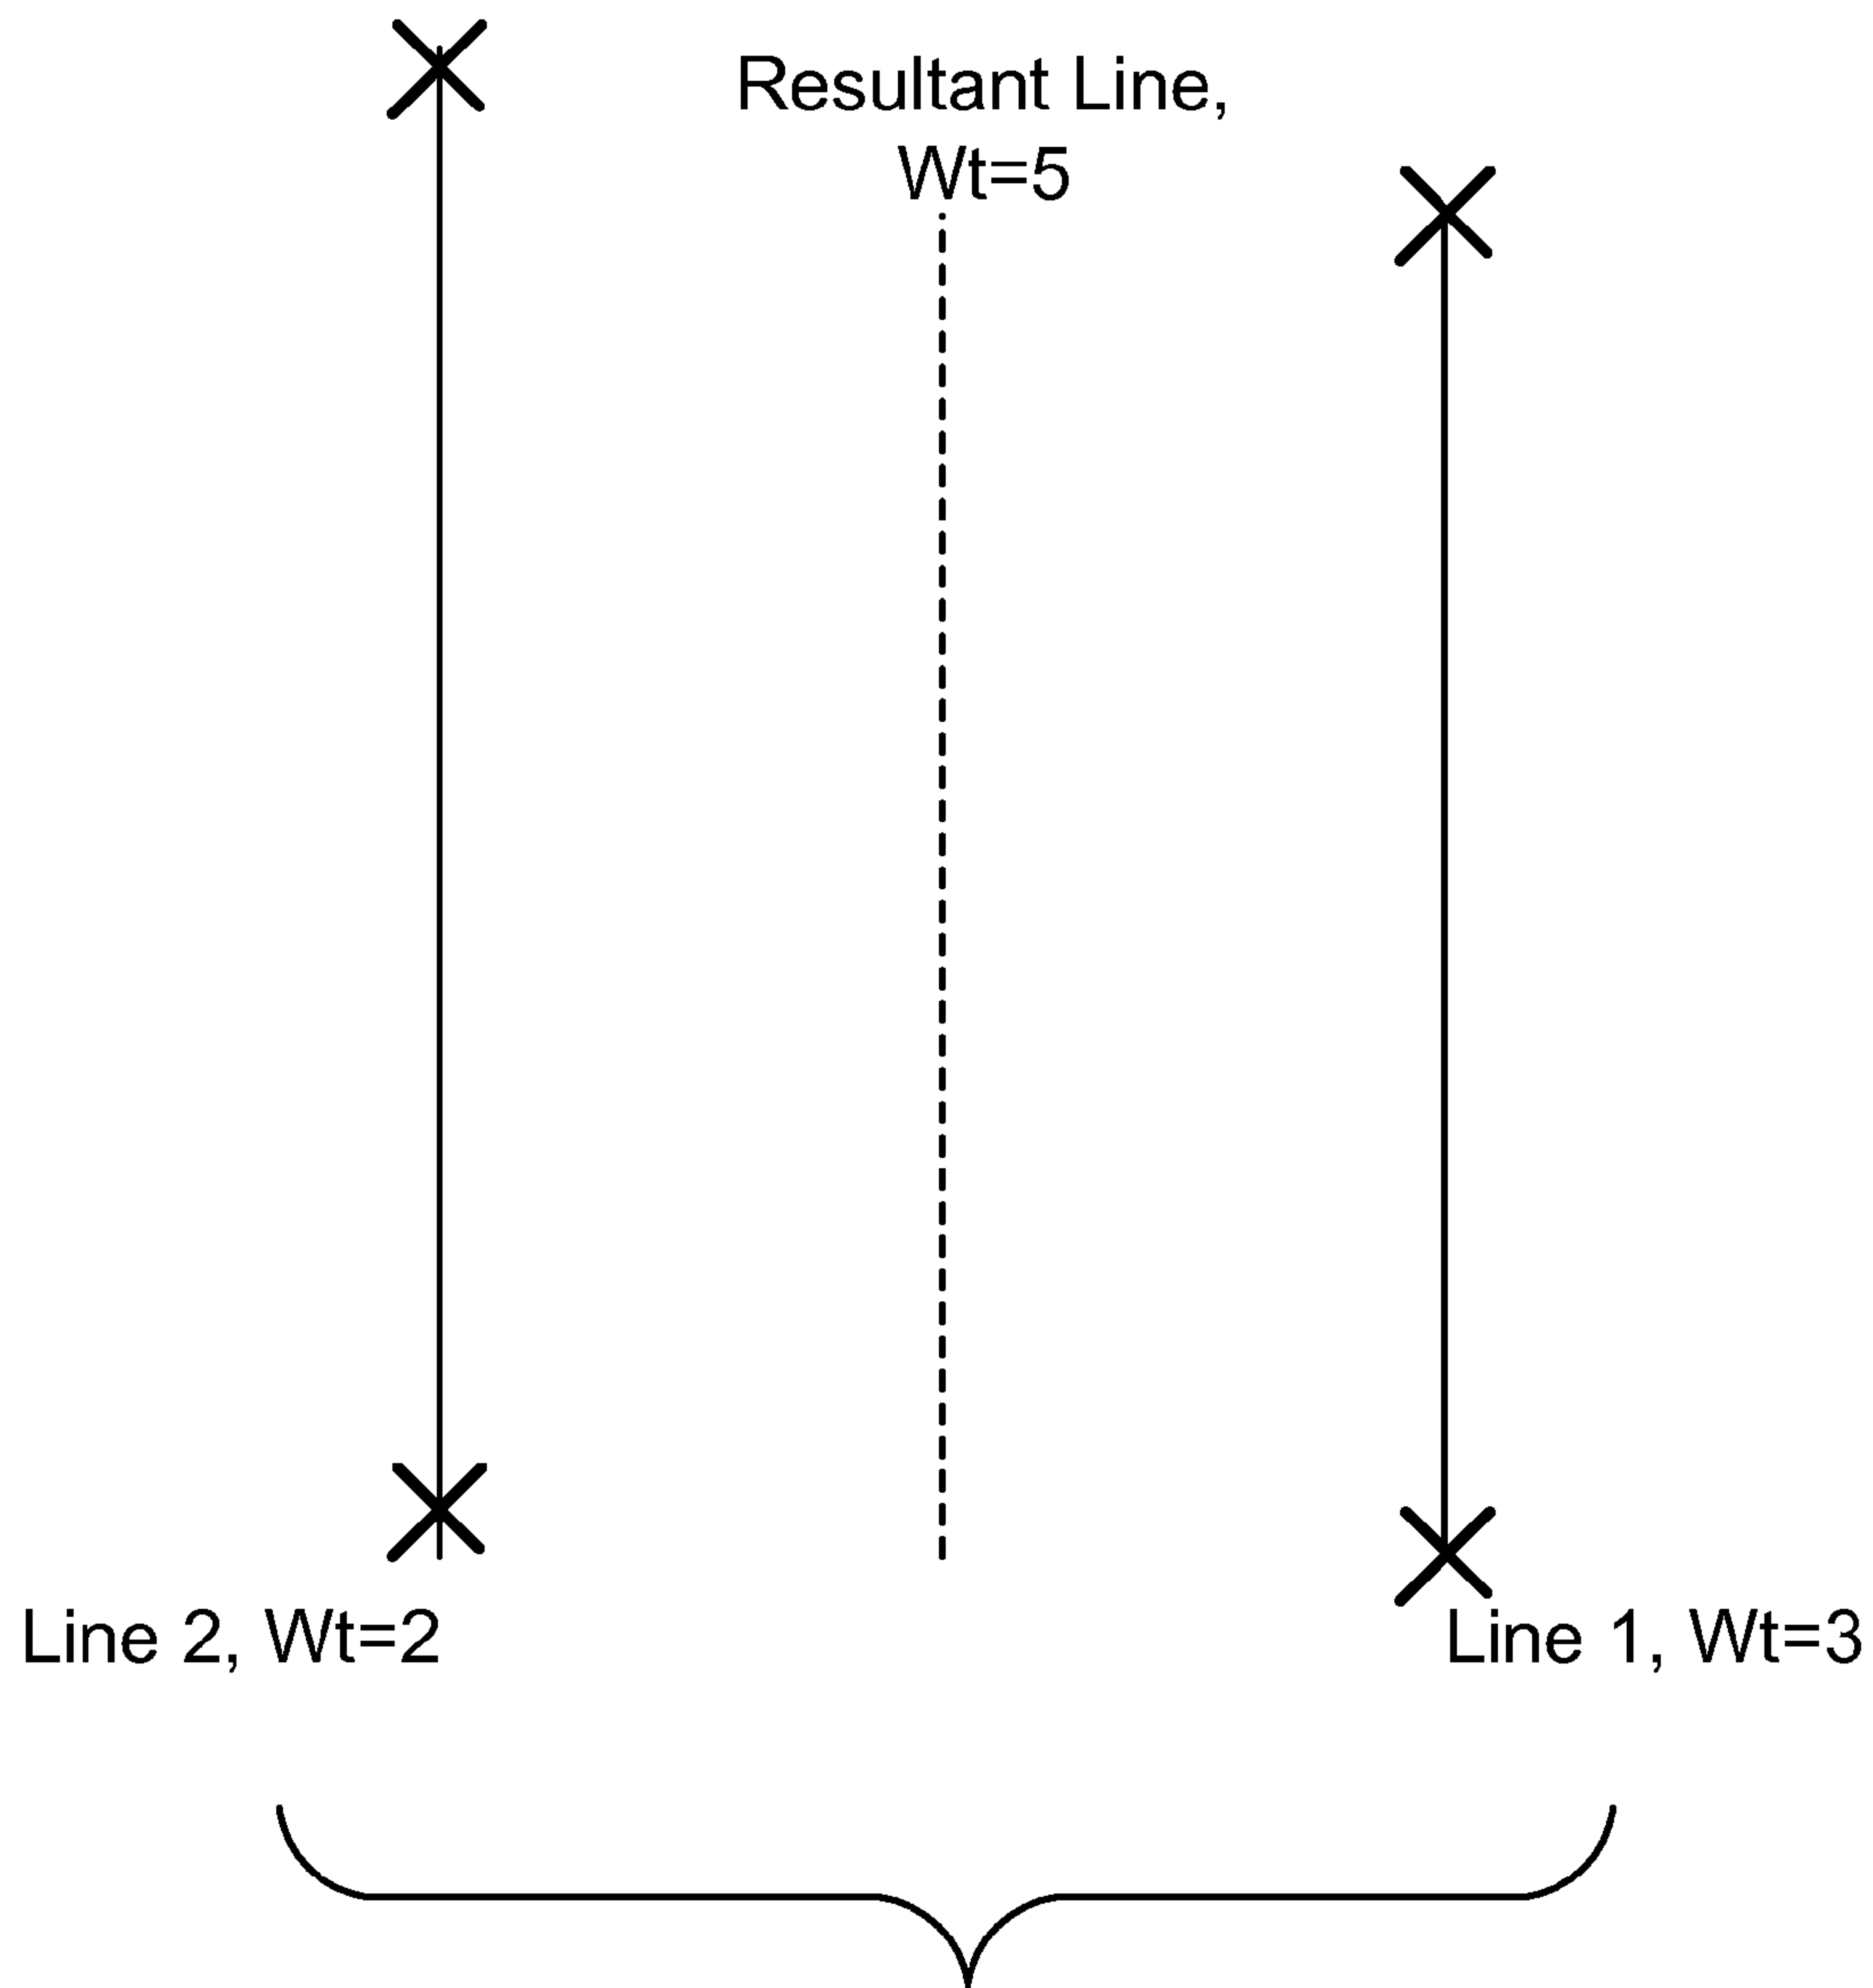 Resultant Line,
Wt=5
Line 2, Wt=2
Line 1, Wt=3